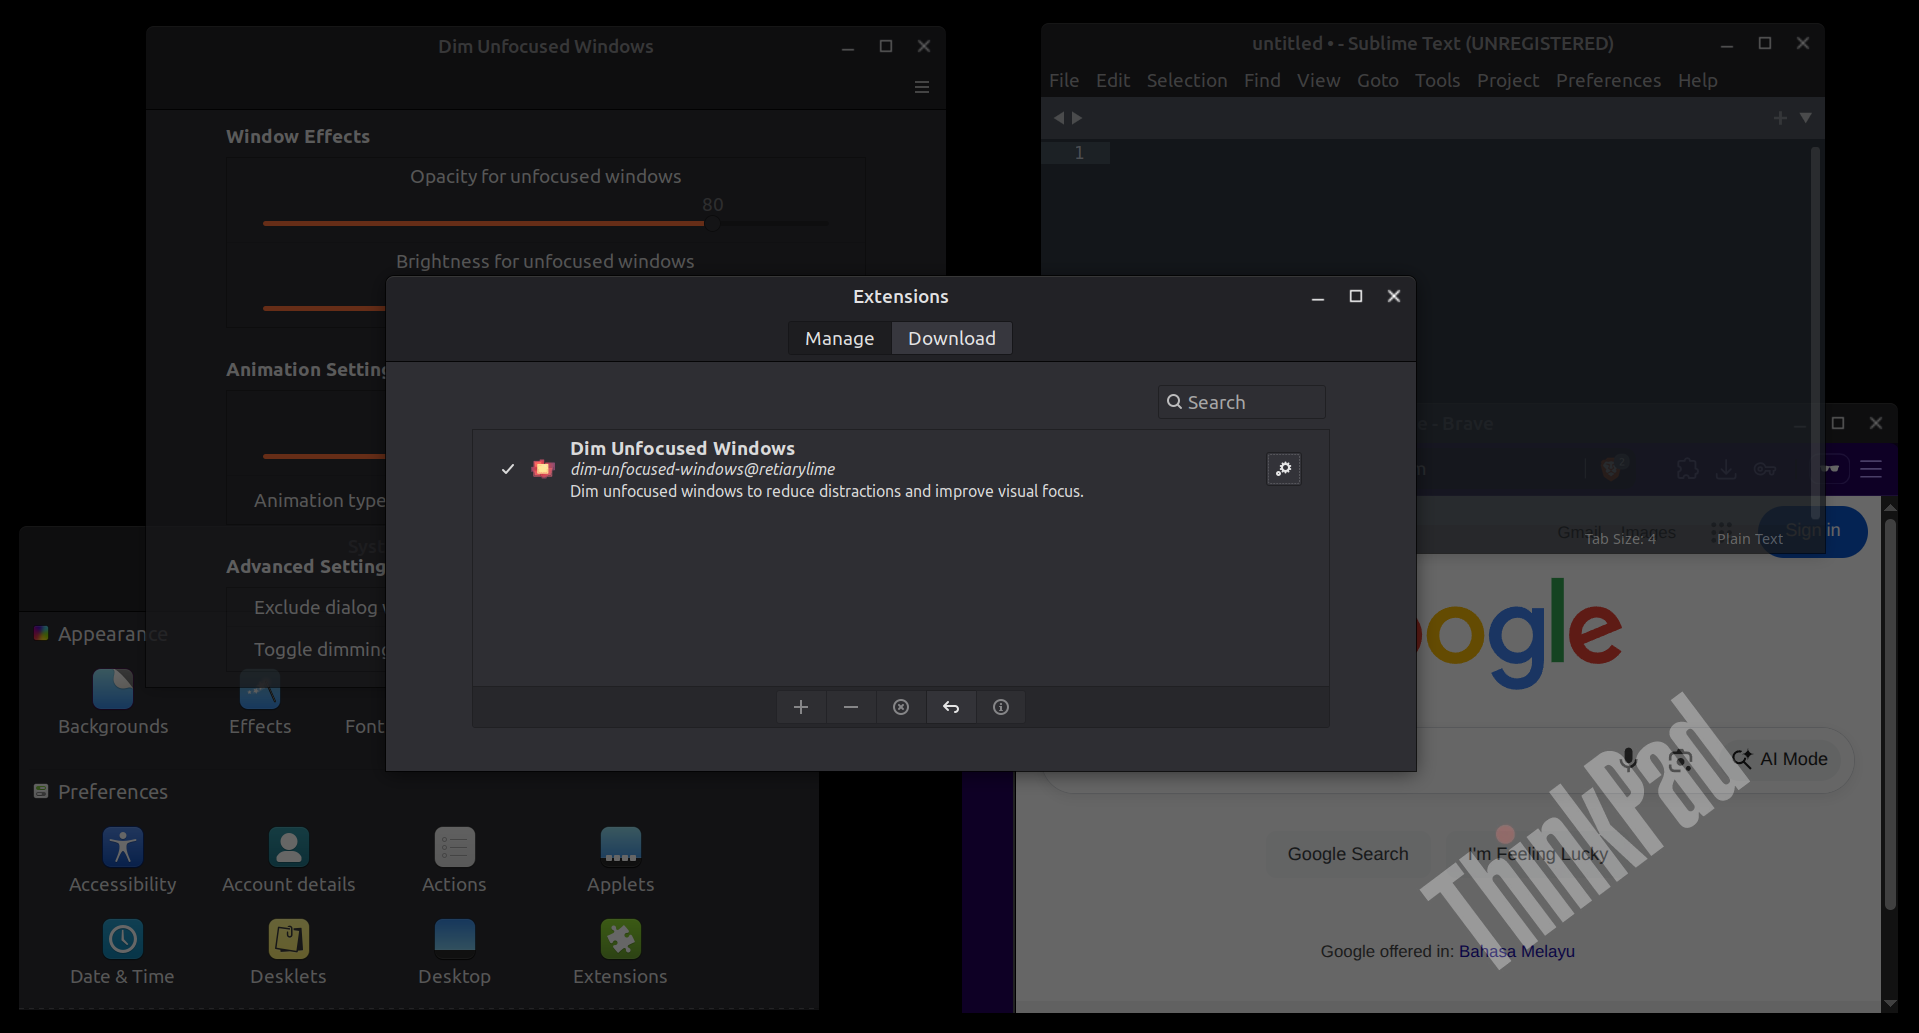 Dim Unfocused Windows
Window Effects
Opacity for unfocused windows
80
Brightness for unfocused windows
Animation Setting
Animation type
Advanced Setting
Exclude dialog
Toggle dimming
untitled • - Sublime Text (UNREGISTERED)
File Edit Selection Find View Goto Tools Project Preferences Help
1
Tab Size: 4 Plain Text
Extensions
Manage Download
Search
Dim Unfocused Windows
dim-unfocused-windows@retiarylime
Dim unfocused windows to reduce distractions and improve visual focus.
Syst
Appearance
Backgrounds Effects Font
Preferences
Accessibility Account details Actions Applets
Date & Time Desklets Desktop Extensions
e - Brave
Gmail Images Sign in
ogle
AI Mode
Google Search I'm Feeling Lucky
Google offered in: Bahasa Melayu
ThinkPad